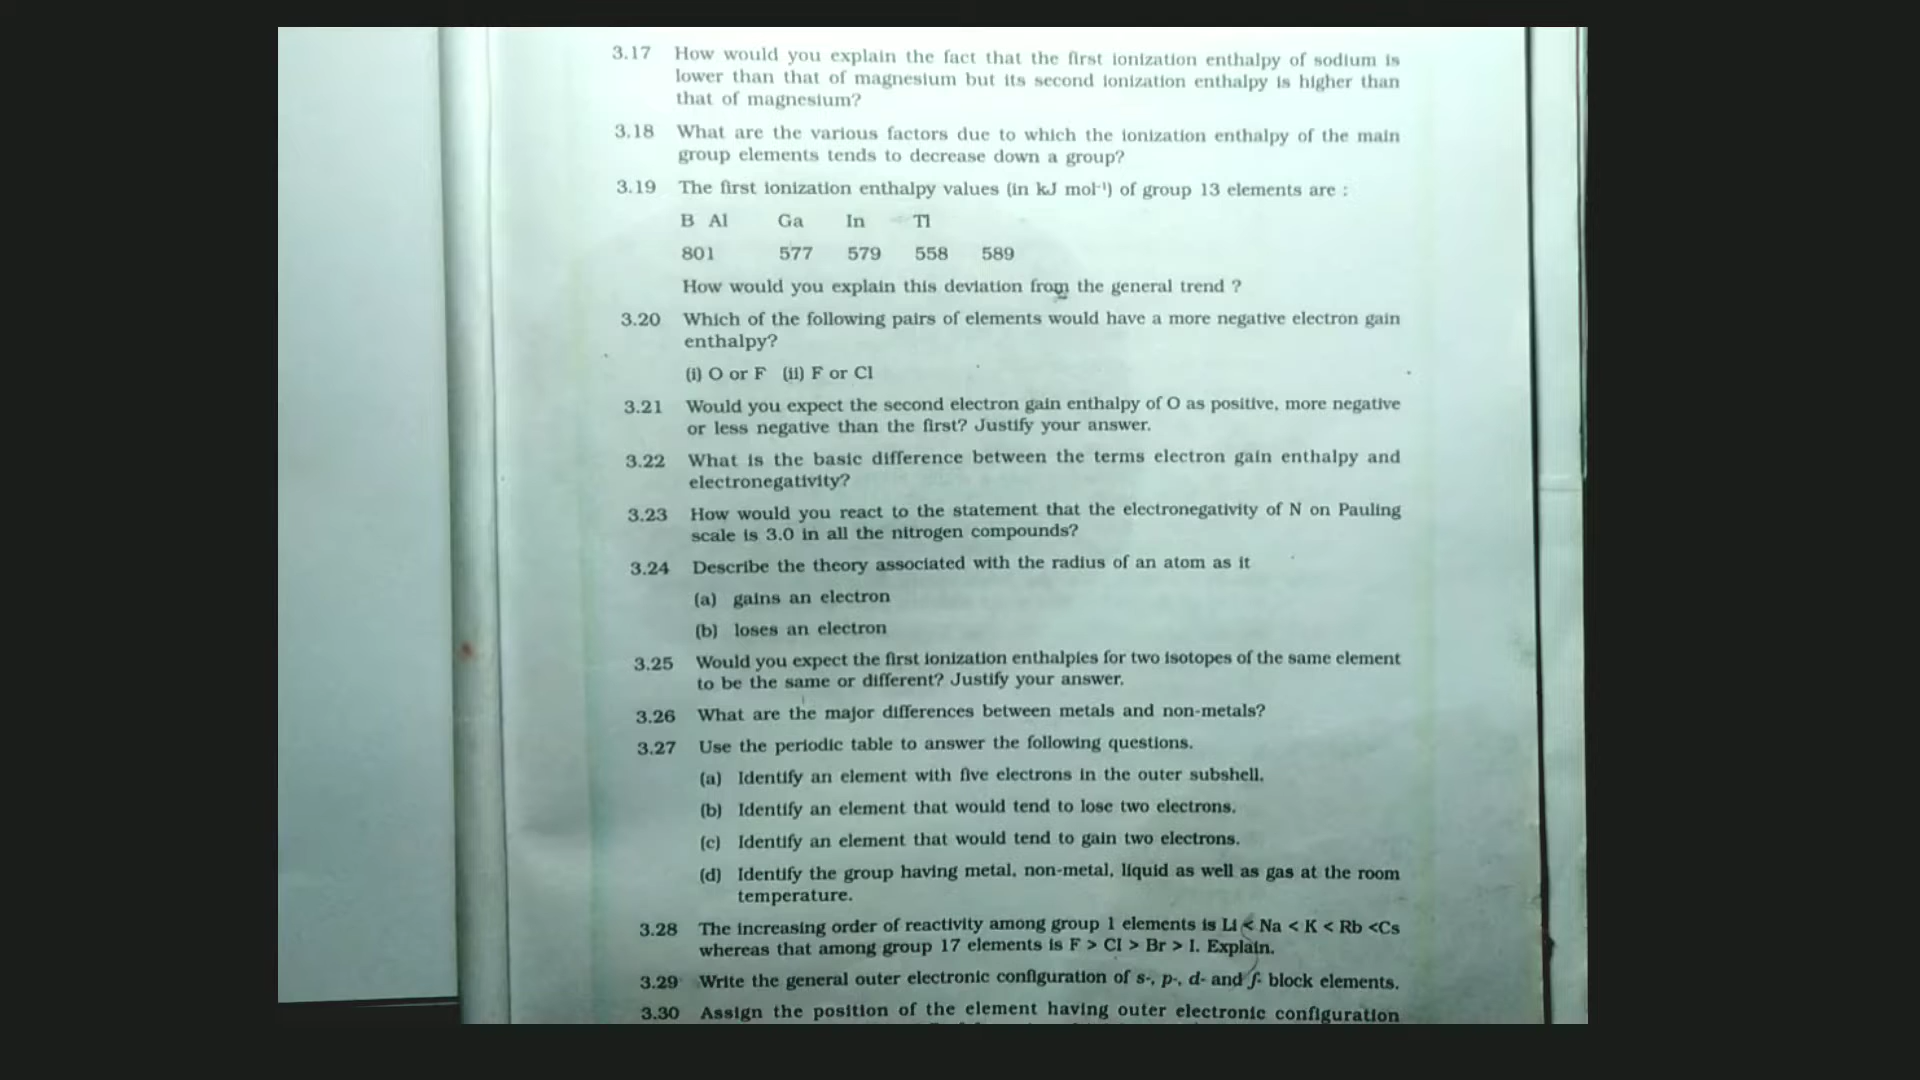 3.17 How would you explain the fact that the first ionization enthalpy of sodium is
lower than that of magnesium but its second ionization enthalpy is higher than
that of magnesium?
3.18 What are the various factors due to which the ionization enthalpy of the main
group elements tends to decrease down a group?
3.19 The first ionization enthalpy values (in kJ mol⁻¹) of group 13 elements are :
B Al Ga In Tl
801 577 579 558 589
How would you explain this deviation from the general trend ?
3.20 Which of the following pairs of elements would have a more negative electron gain
enthalpy?
(i) O or F (ii) F or Cl
3.21 Would you expect the second electron gain enthalpy of O as positive, more negative
or less negative than the first? Justify your answer.
3.22 What is the basic difference between the terms electron gain enthalpy and
electronegativity?
3.23 How would you react to the statement that the electronegativity of N on Pauling
scale is 3.0 in all the nitrogen compounds?
3.24 Describe the theory associated with the radius of an atom as it
(a) gains an electron
(b) loses an electron
3.25 Would you expect the first ionization enthalpies for two isotopes of the same element
to be the same or different? Justify your answer.
3.26 What are the major differences between metals and non-metals?
3.27 Use the periodic table to answer the following questions.
(a) Identify an element with five electrons in the outer subshell.
(b) Identify an element that would tend to lose two electrons.
(c) Identify an element that would tend to gain two electrons.
(d) Identify the group having metal, non-metal, liquid as well as gas at the room
temperature.
3.28 The increasing order of reactivity among group 1 elements is Li < Na < K < Rb <Cs
whereas that among group 17 elements is F > Cl > Br > I. Explain.
3.29 Write the general outer electronic configuration of s-, p-, d- and f- block elements.
3.30 Assign the position of the element having outer electronic configuration